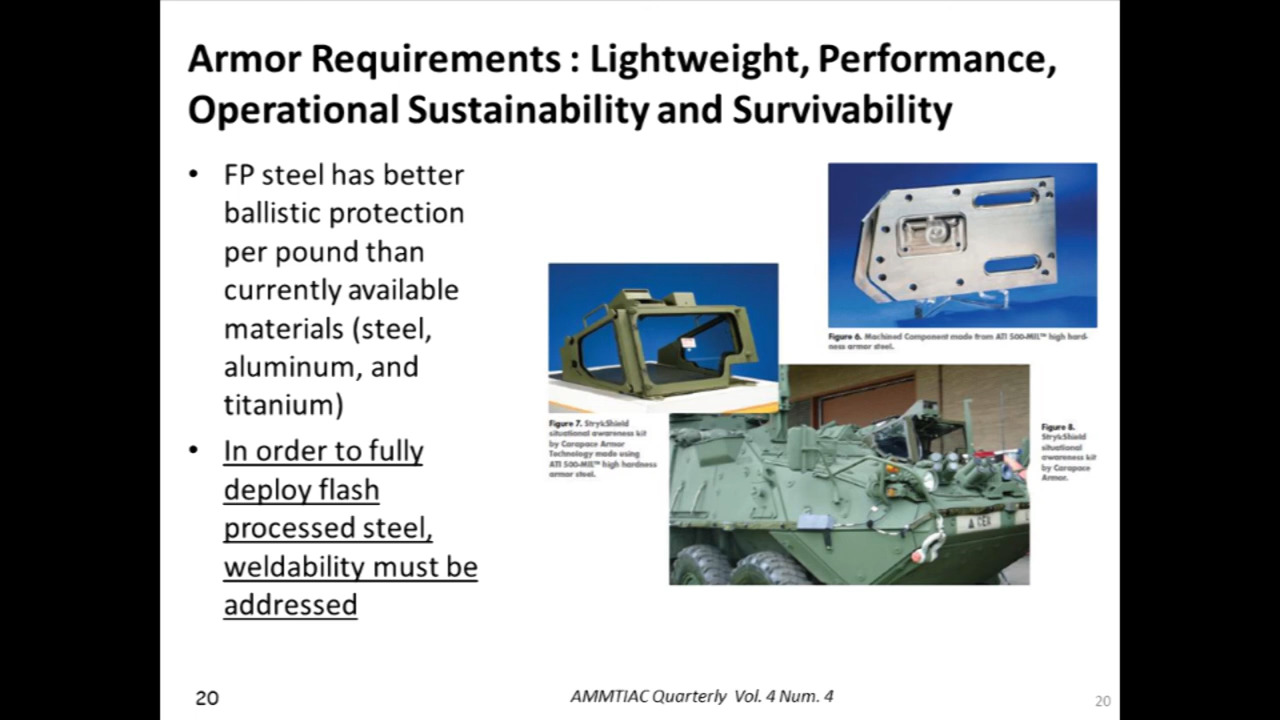 Armor Requirements : Lightweight, Performance,
Operational Sustainability and Survivability
• FP steel has better
ballistic protection
per pound than
currently available
materials (steel,
aluminum, and
titanium)
• In order to fully
deploy flash
processed steel,
weldability must be
addressed
Figure 6. Machined Component made from ATI 500-MIL™ high hard-
ness armor steel.
Figure 7. StrykShield
situational awareness kit
by Carapace Armor
Technology made using
ATI 500-MIL™ high hardness
armor steel.
Figure 8.
StrykShield
situational
awareness kit
by Carapace
Armor.
20
AMMTIAC Quarterly Vol. 4 Num. 4
20